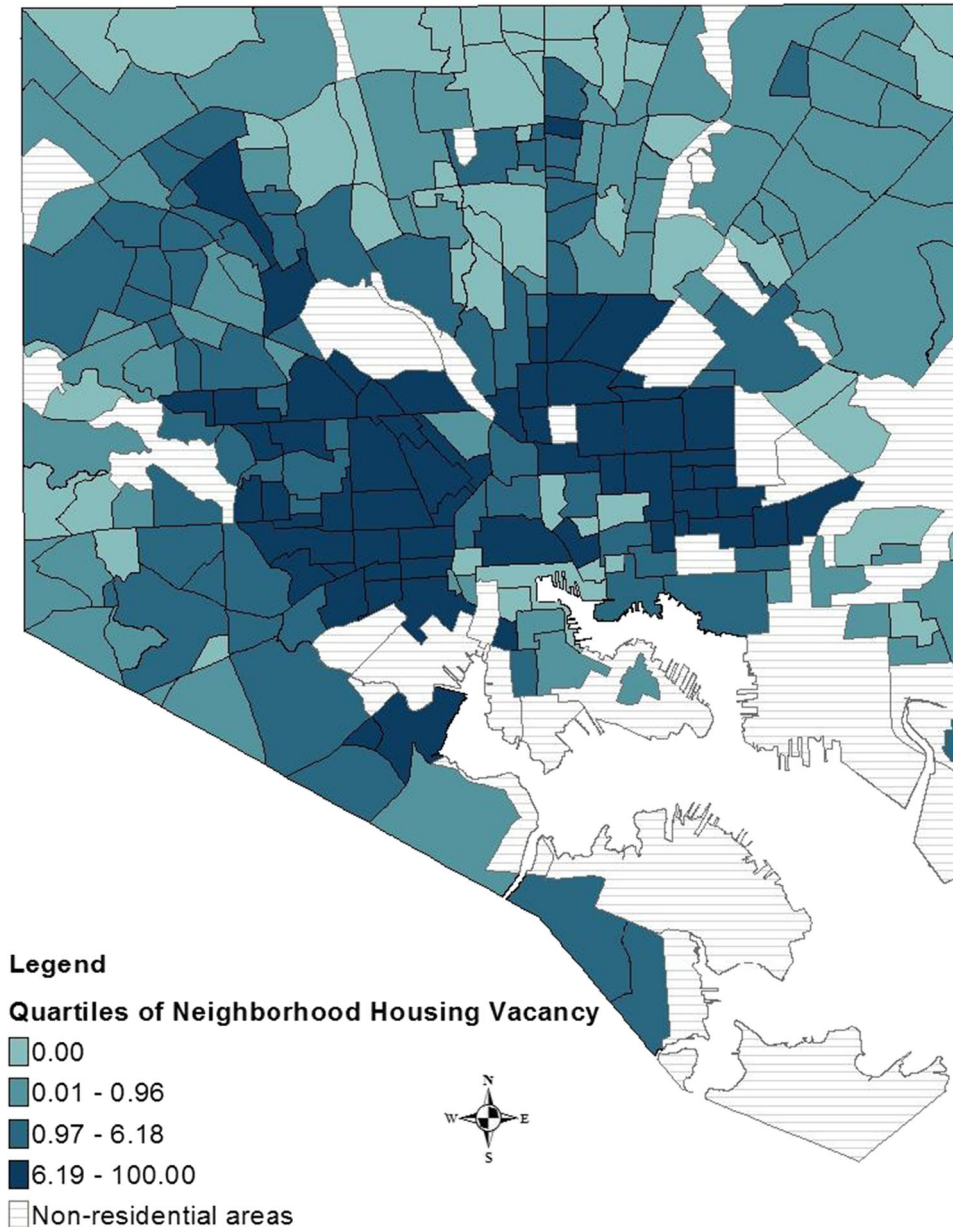 Legend
Quartiles of Neighborhood Housing Vacancy
0.00
0.01 - 0.96
0.97 - 6.18
6.19 - 100.00
Non-residential areas
N
W E
S